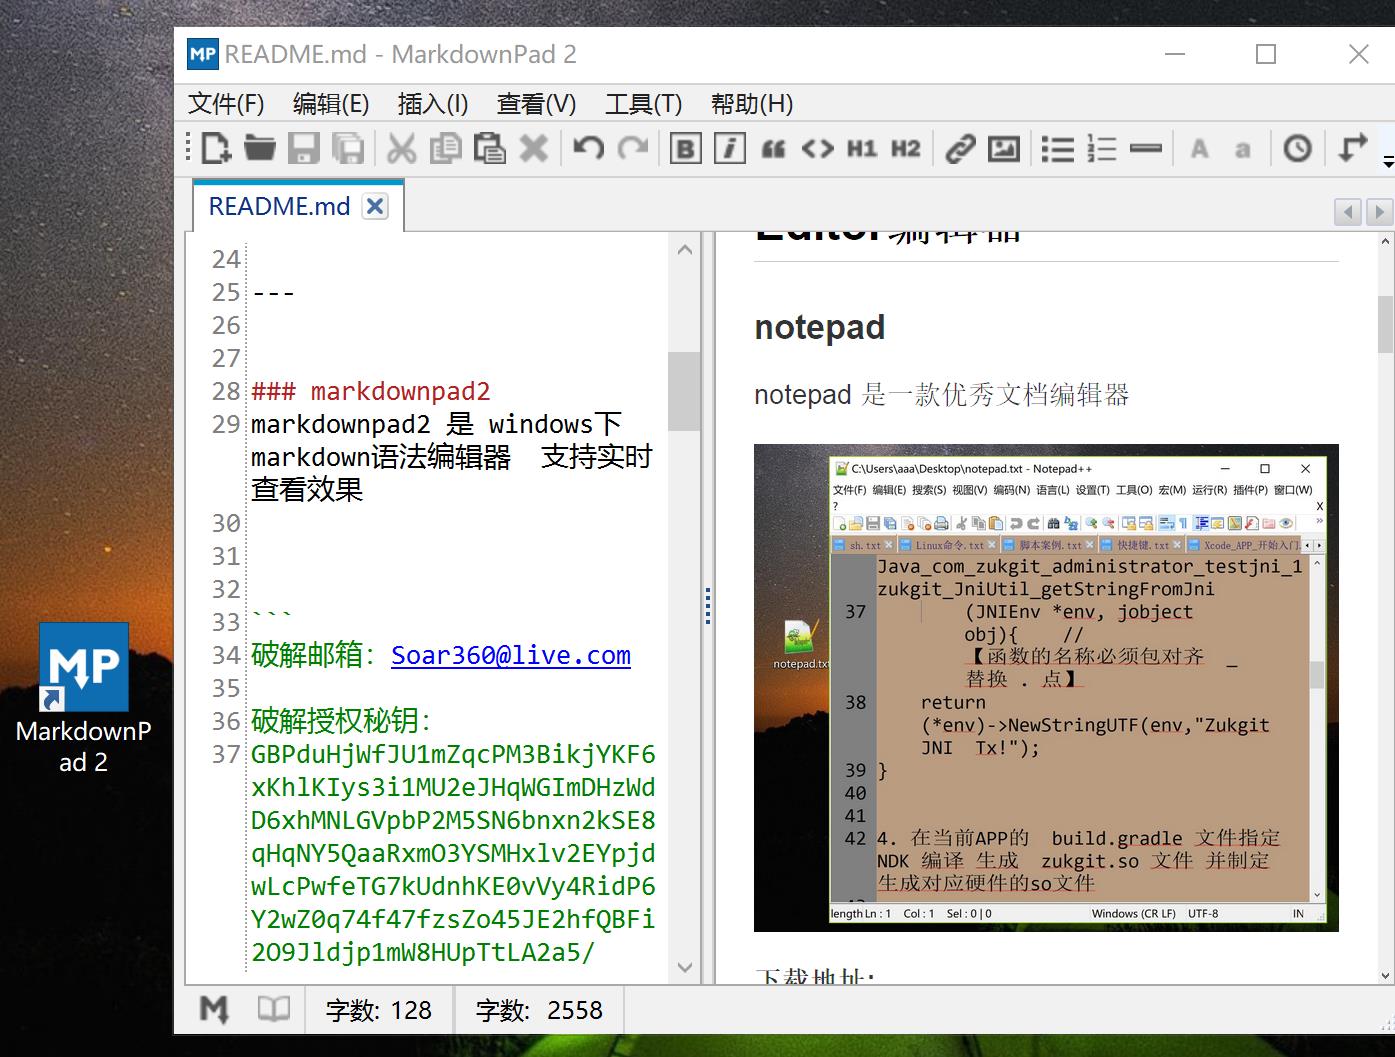 MP README.md - MarkdownPad 2
文件(F) 编辑(E) 插入(I) 查看(V) 工具(T) 帮助(H)
B i “ <> H1 H2 A a
README.md
24
25 ---
26
27
28 ### markdownpad2
29 markdownpad2 是 windows下
markdown语法编辑器 支持实时
查看效果
30
31
32
33 ```
34 破解邮箱: Soar360@live.com
35
36 破解授权秘钥:
37 GBPduHjWfJU1mZqcPM3BikjYKF6
xKhlKIys3i1MU2eJHqWGImDHzWd
D6xhMNLGVpbP2M5SN6bnxn2kSE8
qHqNY5QaaRxmO3YSMHxlv2EYpjd
wLcPwfeTG7kUdnhKE0vVy4RidP6
Y2wZ0q74f47fzsZo45JE2hfQBFi
2O9Jldjp1mW8HUpTtLA2a5/
Editor编辑器
notepad
notepad 是一款优秀文档编辑器
C:\Users\aaa\Desktop\notepad.txt - Notepad++
文件(F) 编辑(E) 搜索(S) 视图(V) 编码(N) 语言(L) 设置(T) 工具(O) 宏(M) 运行(R) 插件(P) 窗口(W)
? X
sh.txt Linux命令.txt 脚本案例.txt 快捷键.txt Xcode_APP_开始入门
Java_com_zukgit_administrator_testjni_1
zukgit_JniUtil_getStringFromJni
37 (JNIEnv *env, jobject
obj){ //
【函数的名称必须包对齐 _
替换 . 点】
38 return
(*env)->NewStringUTF(env,"Zukgit
JNI Tx!");
39 }
40
41
42 4. 在当前APP的 build.gradle 文件指定
NDK 编译 生成 zukgit.so 文件 并制定
生成对应硬件的so文件
length Ln : 1 Col : 1 Sel : 0 | 0 Windows (CR LF) UTF-8 IN
notepad.txt
下载地址:
MP
MarkdownP
ad 2
M 字数: 128 字数: 2558